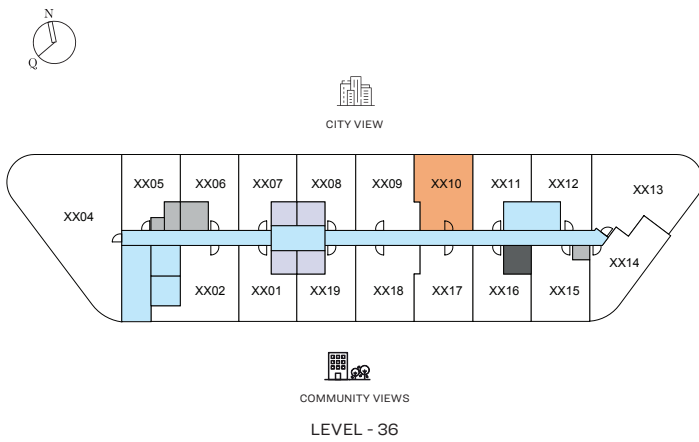 N
Q
CITY VIEW
XX05 XX06 XX07 XX08 XX09 XX10 XX11 XX12 XX13
XX04
XX14
XX02 XX01 XX19 XX18 XX17 XX16 XX15
COMMUNITY VIEWS
LEVEL - 36